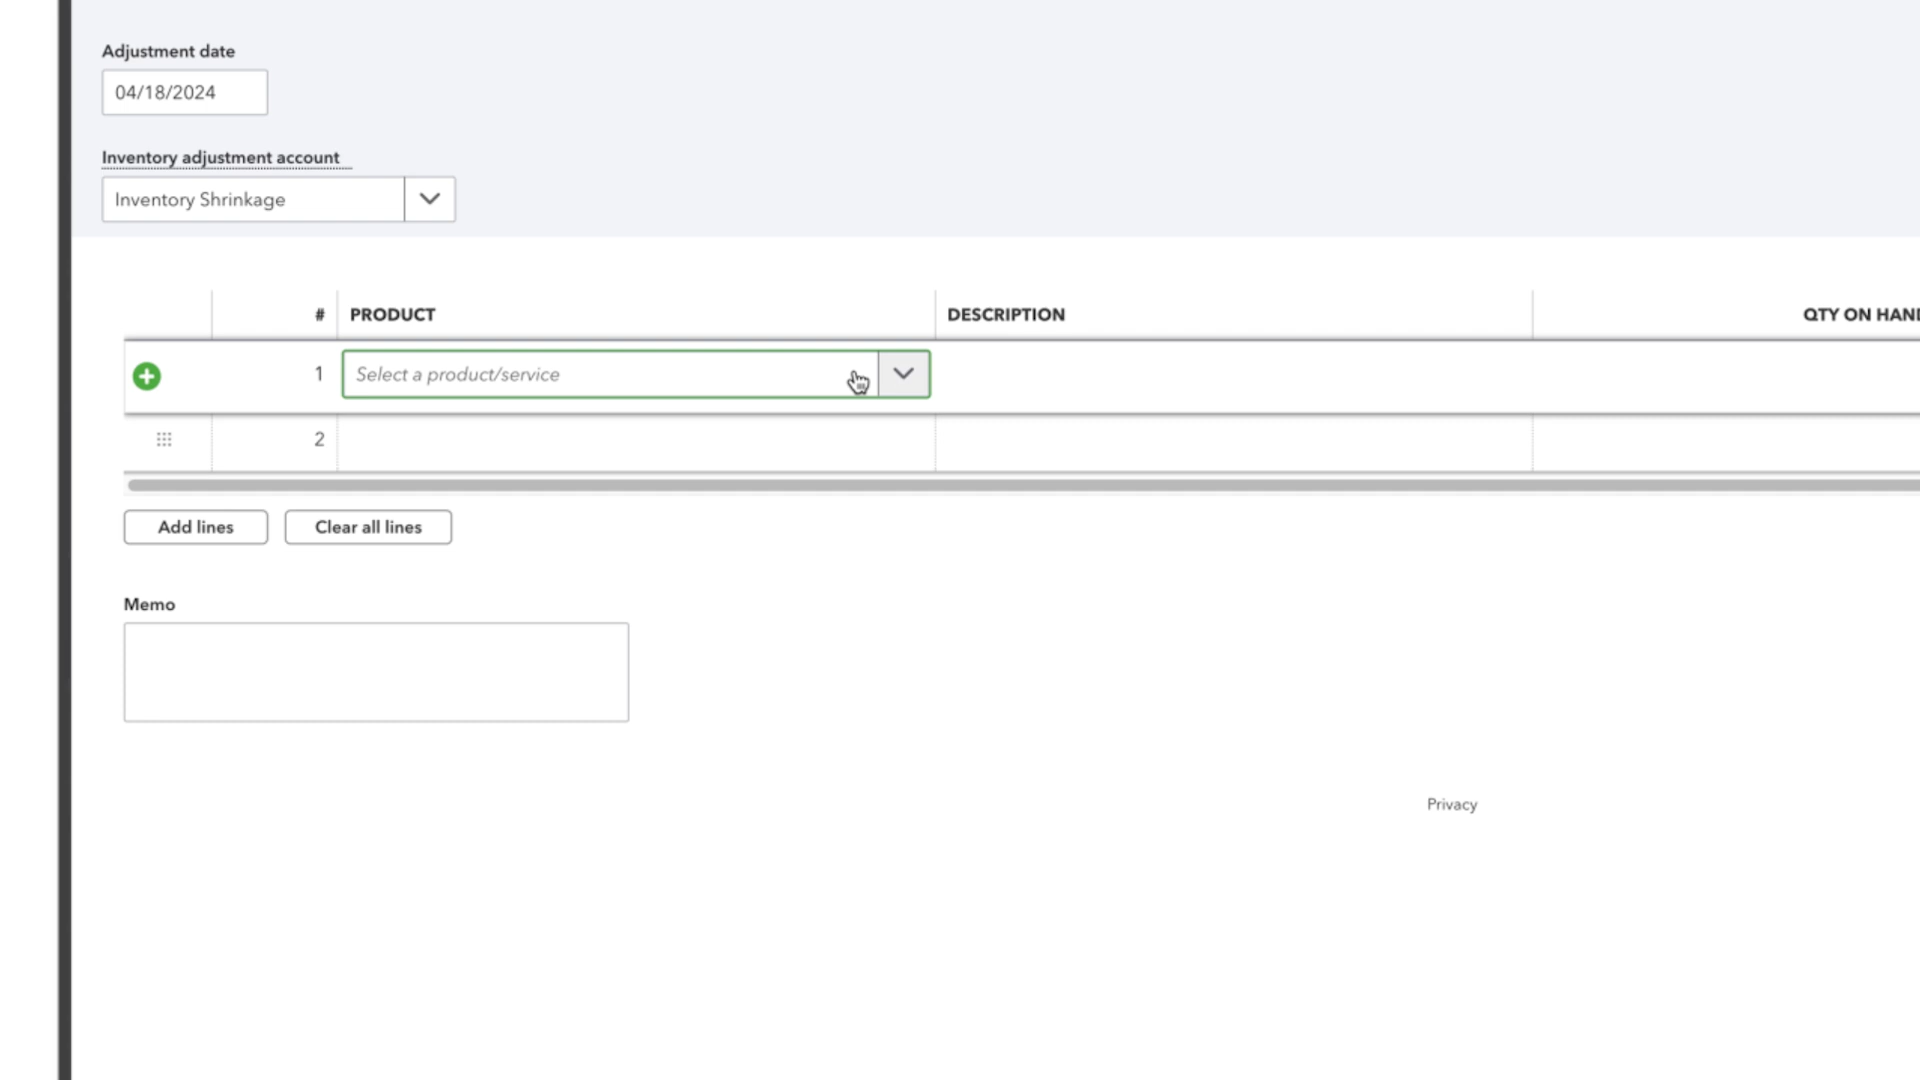 Adjustment date
04/18/2024
Inventory adjustment account
Inventory Shrinkage
# PRODUCT DESCRIPTION QTY ON HAND
1 Select a product/service
2
Add lines Clear all lines
Memo
Privacy